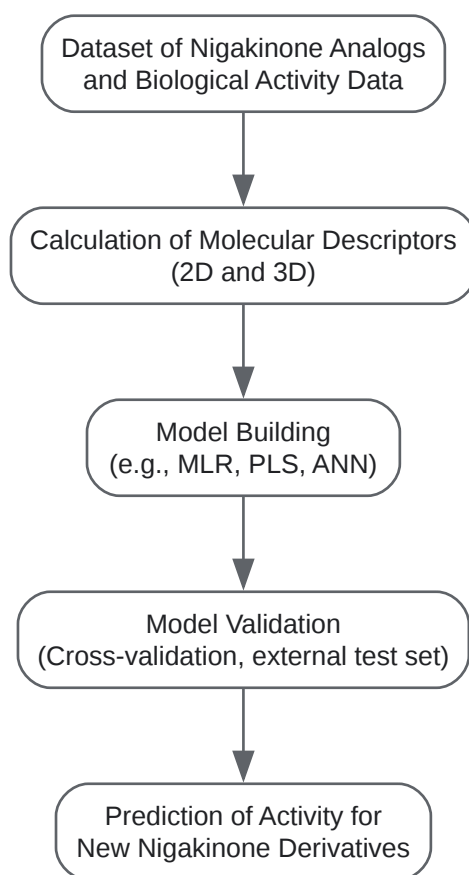 Dataset of Nigakinone Analogs
and Biological Activity Data
Calculation of Molecular Descriptors
(2D and 3D)
Model Building
(e.g., MLR, PLS, ANN)
Model Validation
(Cross-validation, external test set)
Prediction of Activity for
New Nigakinone Derivatives